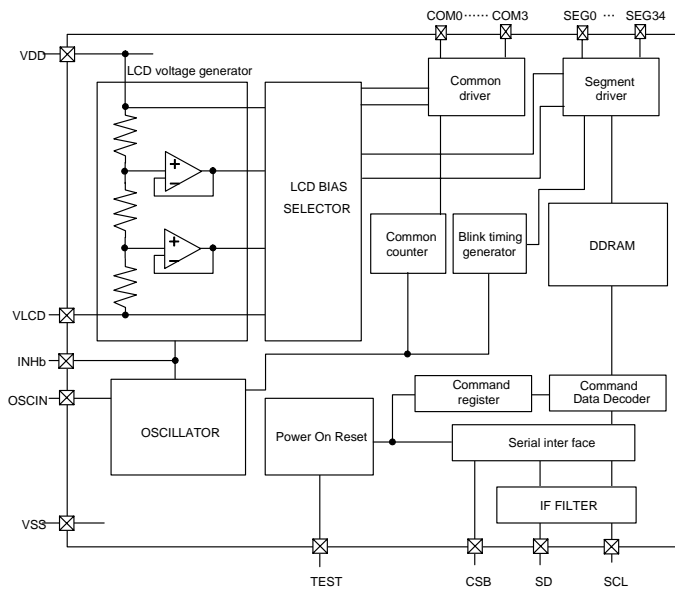 COM0 ······ COM3
SEG0 ··· SEG34
VDD
LCD voltage generator
Common
driver
Segment
driver
+
−
LCD BIAS
SELECTOR
+
−
Common
counter
Blink timing
generator
DDRAM
VLCD
INHb
OSCIN
OSCILLATOR
Power On Reset
Command
register
Command
Data Decoder
Serial inter face
IF FILTER
VSS
TEST
CSB
SD
SCL